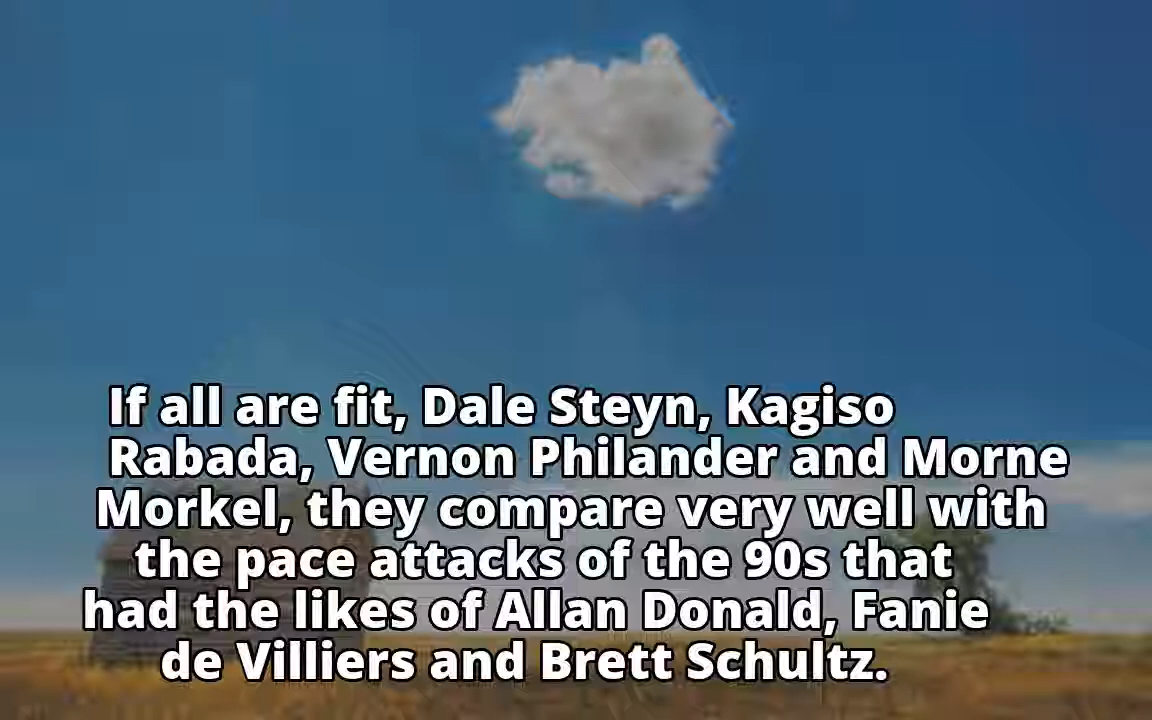 If all are fit, Dale Steyn, Kagiso
Rabada, Vernon Philander and Morne
Morkel, they compare very well with
the pace attacks of the 90s that
had the likes of Allan Donald, Fanie
de Villiers and Brett Schultz.